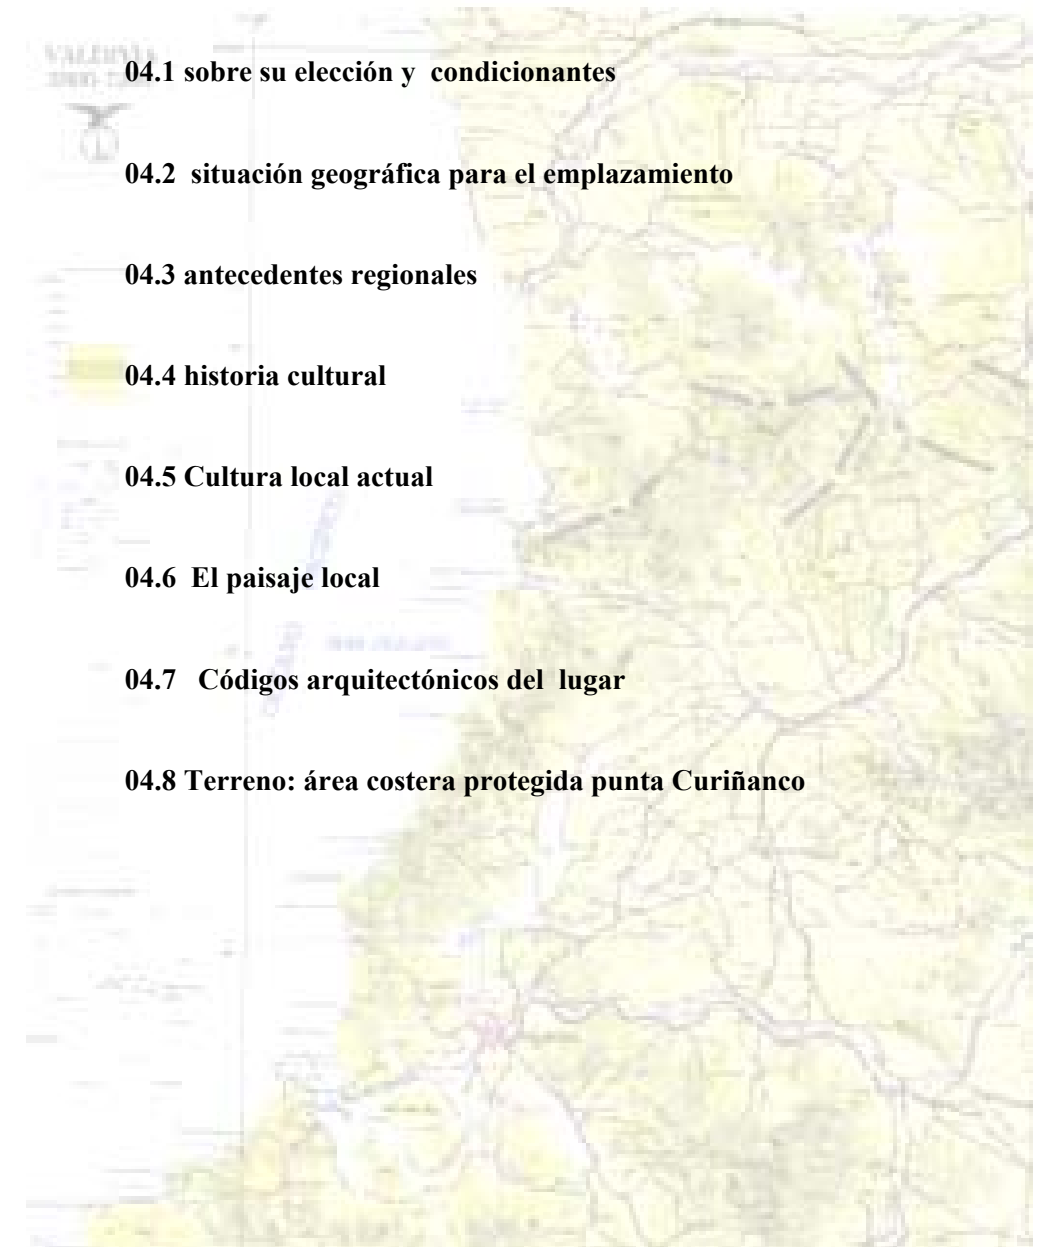 VALDIVIA
04.1 sobre su elección y  condicionantes
04.2  situación geográfica para el emplazamiento
04.3 antecedentes regionales
04.4 historia cultural
04.5 Cultura local actual
04.6  El paisaje local
04.7   Códigos arquitectónicos del  lugar
04.8 Terreno: área costera protegida punta Curiñanco